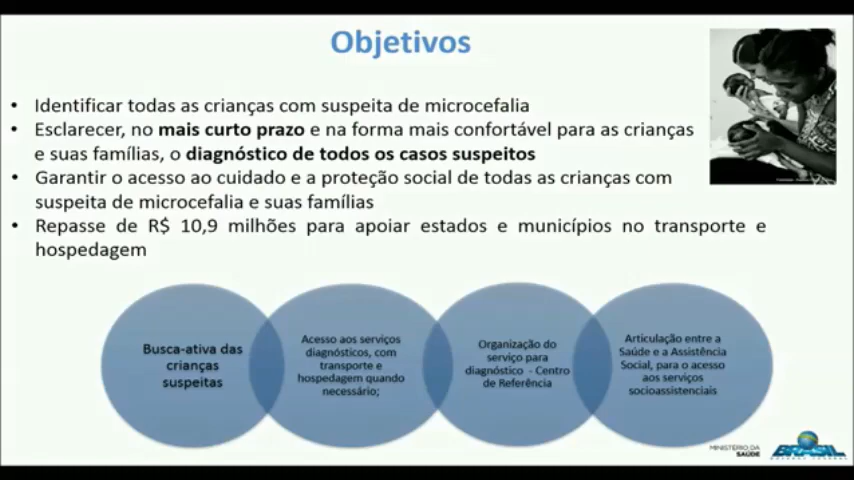 Objetivos
• Identificar todas as crianças com suspeita de microcefalia
• Esclarecer, no mais curto prazo e na forma mais confortável para as crianças
e suas famílias, o diagnóstico de todos os casos suspeitos
• Garantir o acesso ao cuidado e a proteção social de todas as crianças com
suspeita de microcefalia e suas famílias
• Repasse de R$ 10,9 milhões para apoiar estados e municípios no transporte e
hospedagem
Busca-ativa das
crianças
suspeitas
Acesso aos serviços
diagnósticos, com
transporte e
hospedagem quando
necessário;
Organização do
serviço para
diagnóstico - Centro
de Referência
Articulação entre a
Saúde e a Assistência
Social, para o acesso
aos serviços
socioassistenciais
MINISTÉRIO DA
SAÚDE
BRASIL